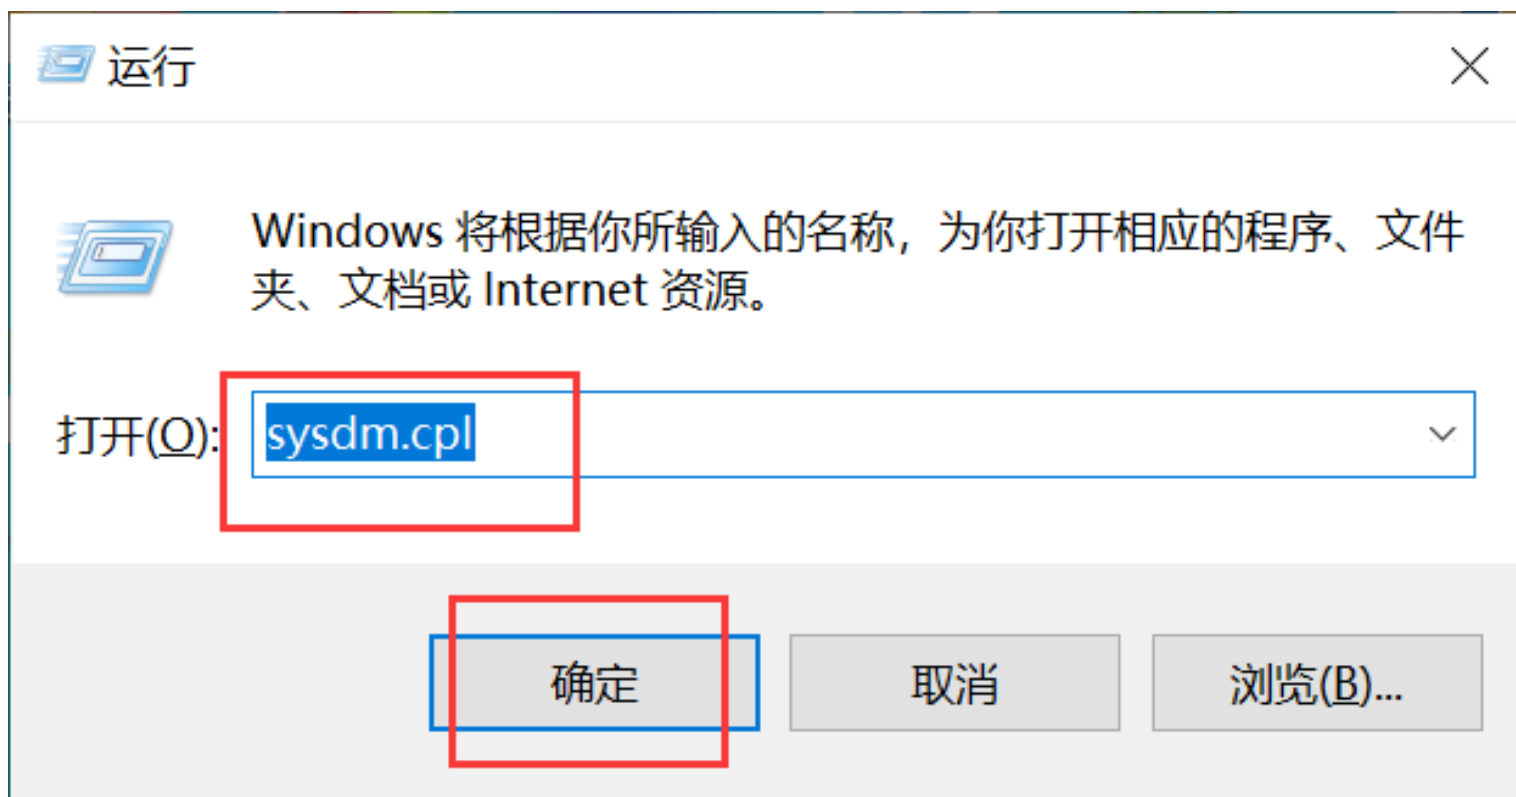 运行
Windows 将根据你所输入的名称，为你打开相应的程序、文件
夹、文档或 Internet 资源。
打开(O): sysdm.cpl
确定 取消 浏览(B)...